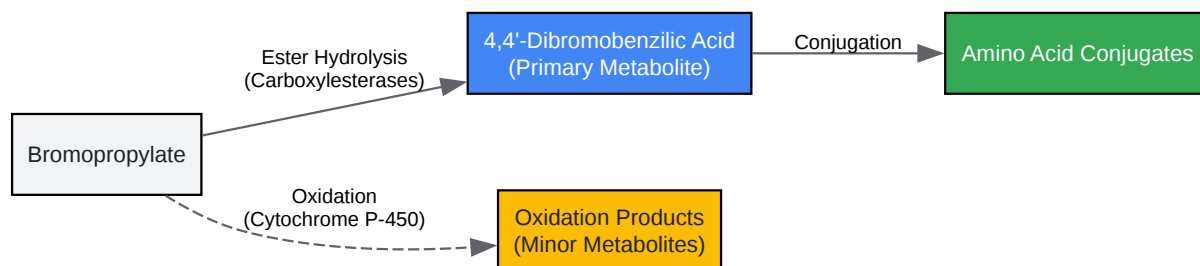 Bromopropylate
Ester Hydrolysis
(Carboxylesterases)
4,4'-Dibromobenzilic Acid
(Primary Metabolite)
Conjugation
Amino Acid Conjugates
Oxidation
(Cytochrome P-450)
Oxidation Products
(Minor Metabolites)